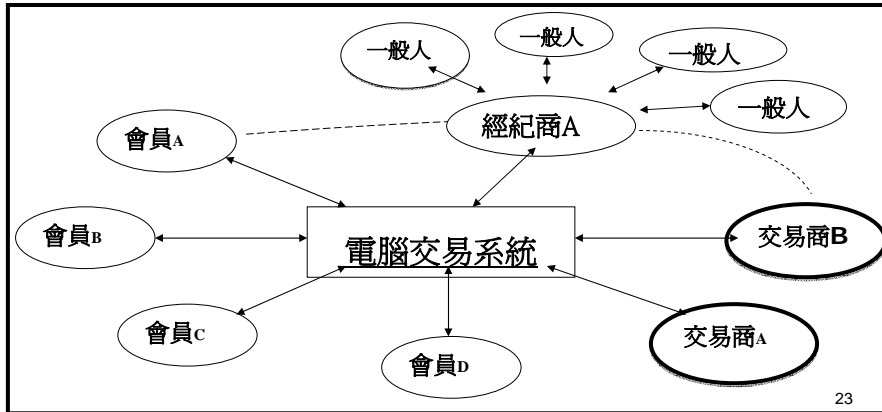 一般人
一般人
一般人
一般人
經紀商A
會員A
會員B
電腦交易系統
交易商B
會員C
會員D
交易商A
23